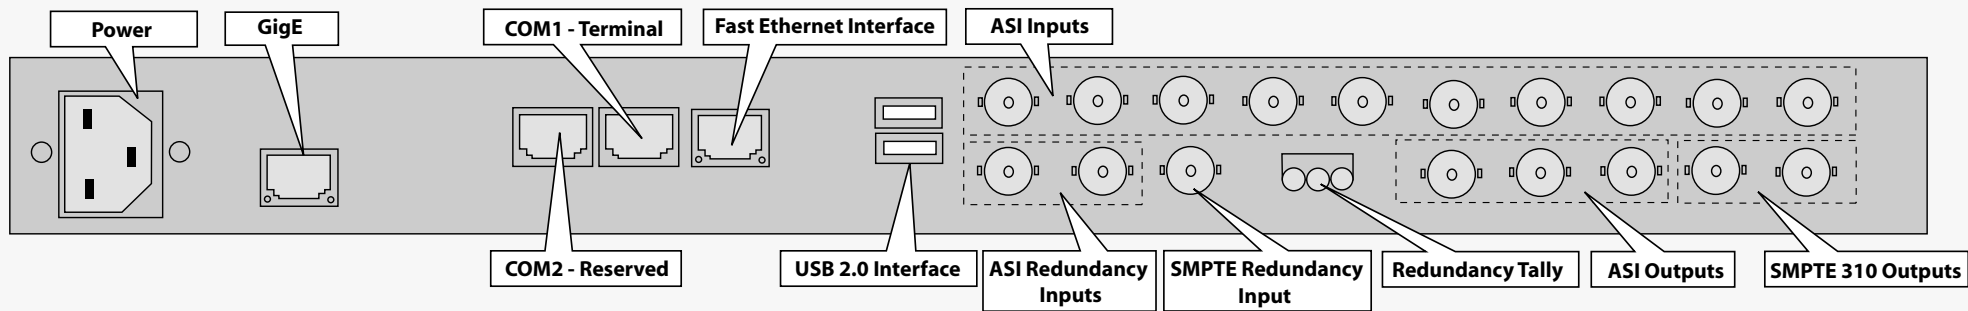 Power
GigE
COM1 - Terminal
Fast Ethernet Interface
ASI Inputs
COM2 - Reserved
USB 2.0 Interface
ASI Redundancy
Inputs
SMPTE Redundancy
Input
Redundancy Tally
ASI Outputs
SMPTE 310 Outputs